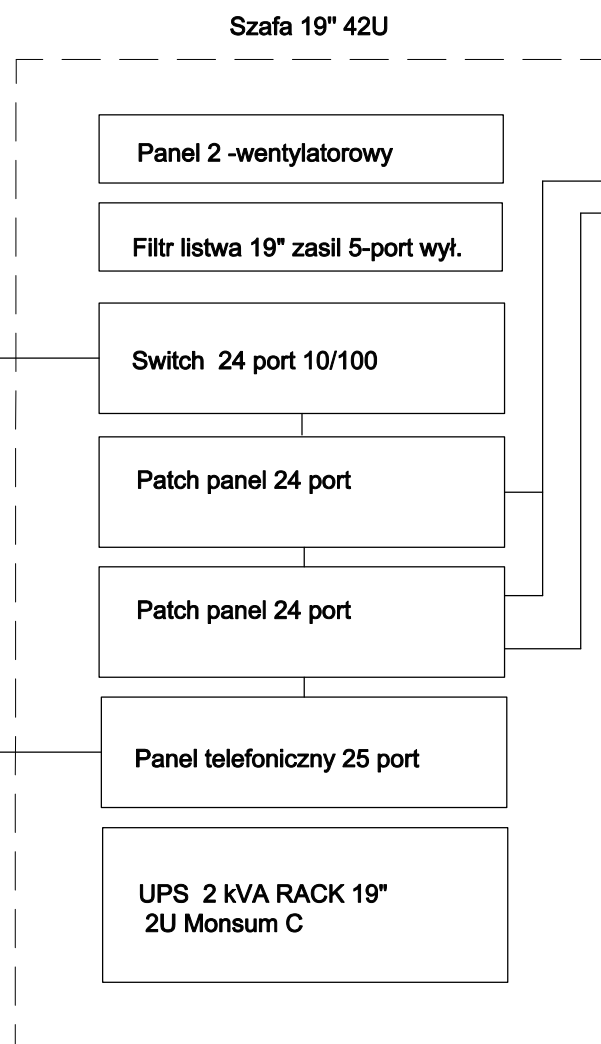 Szafa 19" 42U
Panel 2 -wentylatorowy
Filtr listwa 19" zasil 5-port wył.
Switch 24 port 10/100
Patch panel 24 port
Patch panel 24 port
Panel telefoniczny 25 port
UPS 2 kVA RACK 19"
2U Monsum C